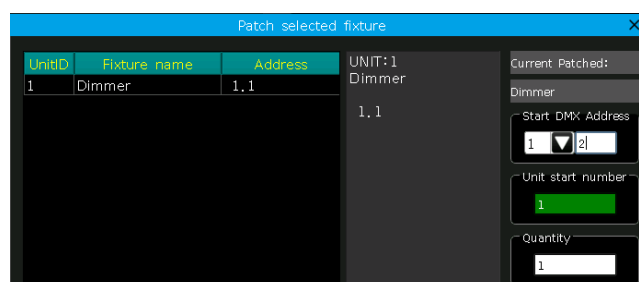 Patch selected fixture
UnitID Fixture name Address
1 Dimmer 1.1
UNIT:1
Dimmer
1.1
Current Patched:
Dimmer
Start DMX Address
1 2
Unit start number
1
Quantity
1